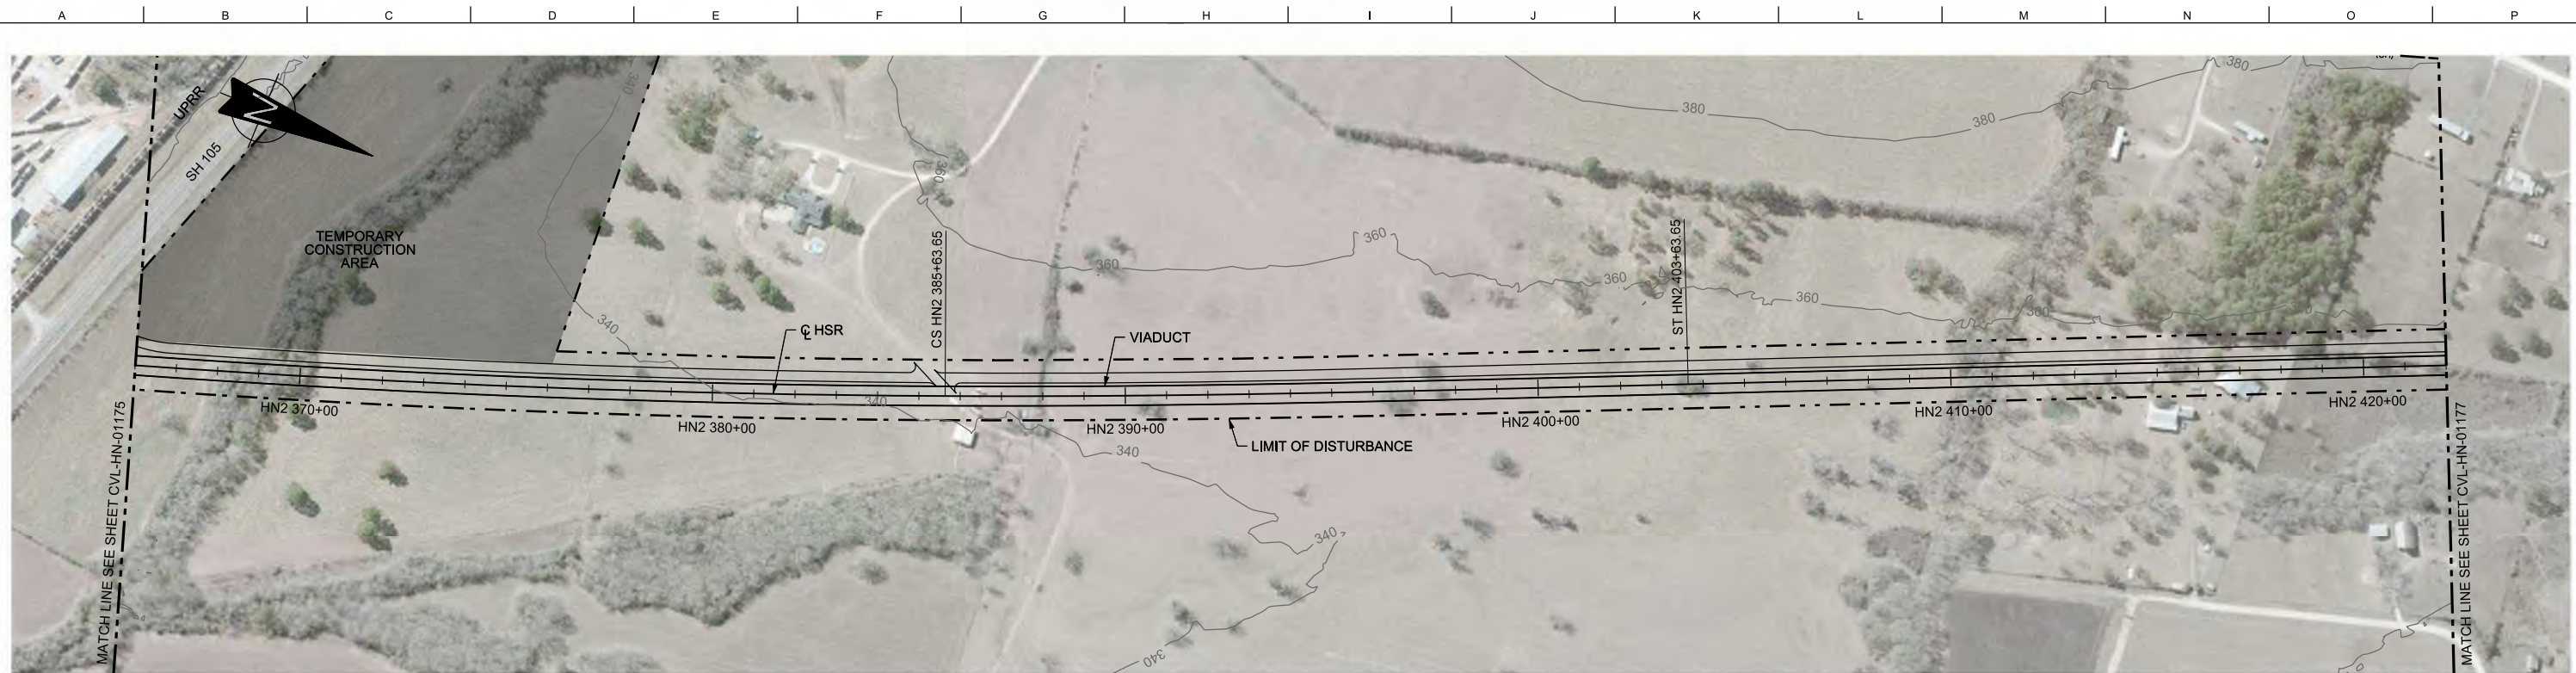 A B C D E F G H I J K L M N O P
UPRR
SH 105
N
340
TEMPORARY
CONSTRUCTION
AREA
360
380
380
380
CS HN2 385+63.65
360
360
360
360
360
ST HN2 403+63.65
340
℄ HSR
VIADUCT
340
HN2 370+00
HN2 380+00
HN2 390+00
HN2 400+00
HN2 410+00
HN2 420+00
LIMIT OF DISTURBANCE
340
340
340
MATCH LINE SEE SHEET CVL-HN-01175
MATCH LINE SEE SHEET CVL-HN-01177